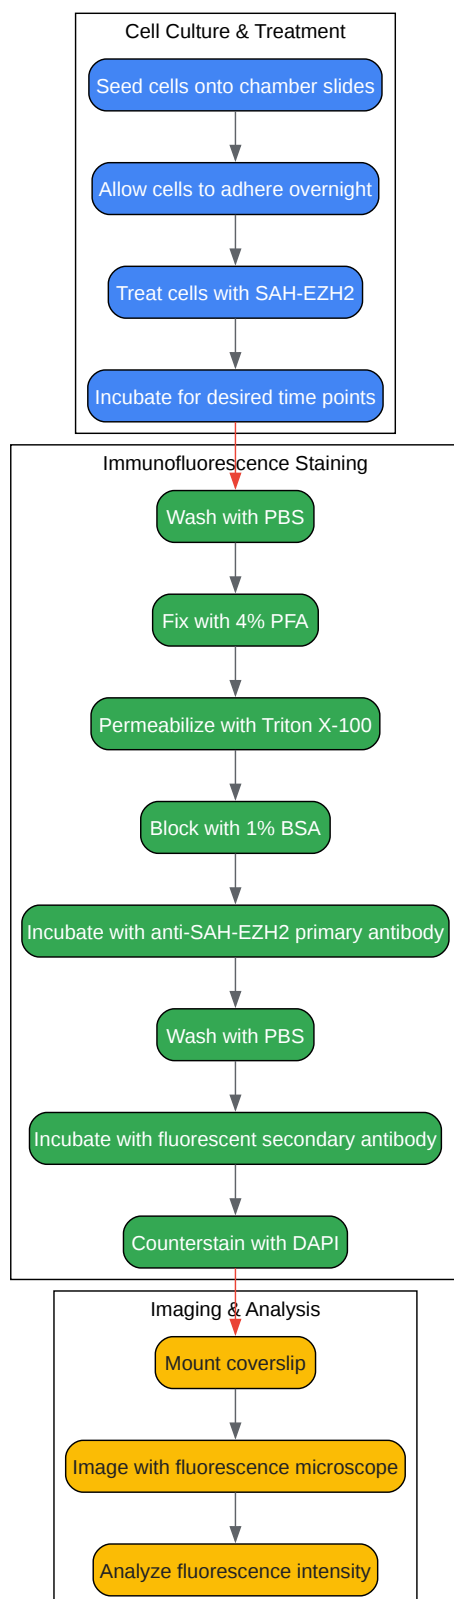 Cell Culture & Treatment
Seed cells onto chamber slides
Allow cells to adhere overnight
Treat cells with SAH-EZH2
Incubate for desired time points
Immunofluorescence Staining
Wash with PBS
Fix with 4% PFA
Permeabilize with Triton X-100
Block with 1% BSA
Incubate with anti-SAH-EZH2 primary antibody
Wash with PBS
Incubate with fluorescent secondary antibody
Counterstain with DAPI
Imaging & Analysis
Mount coverslip
Image with fluorescence microscope
Analyze fluorescence intensity